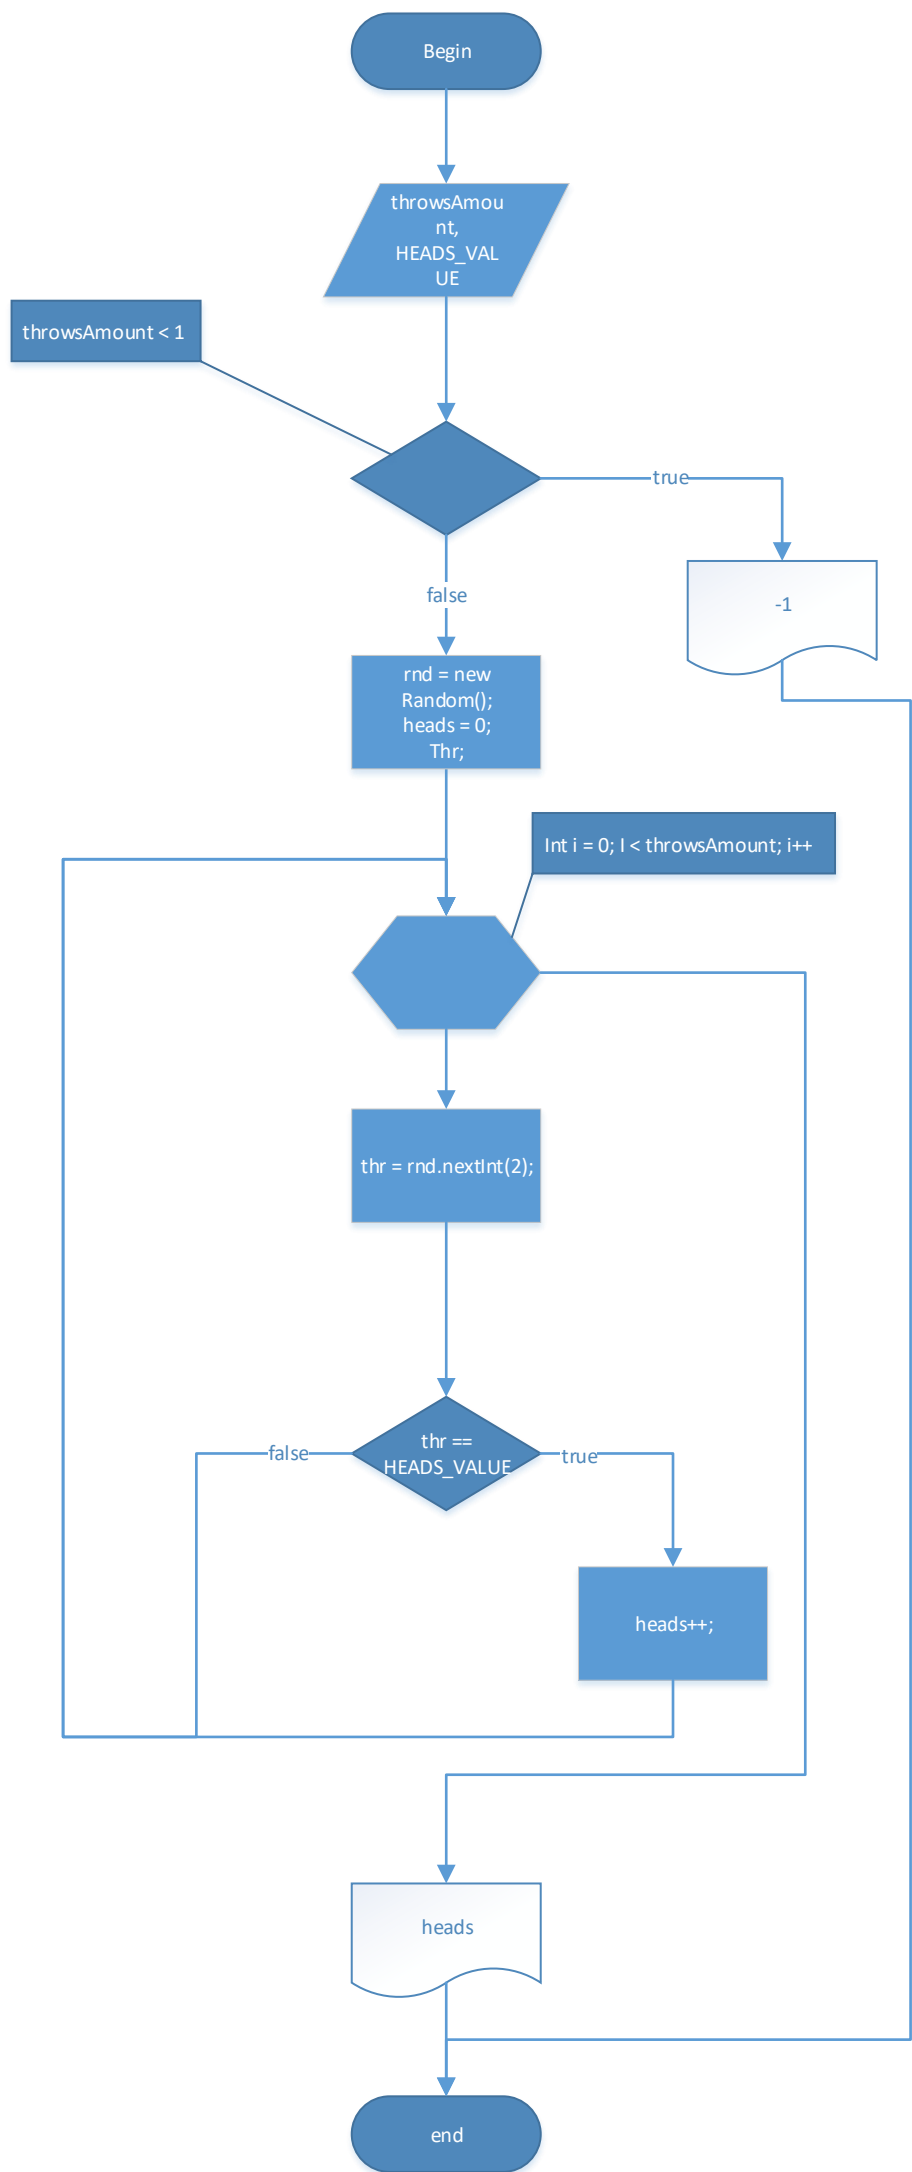 Begin
throwsAmou
nt,
HEADS_VAL
UE
throwsAmount < 1
true
false
-1
rnd = new
Random();
heads = 0;
Thr;
Int i = 0; I < throwsAmount; i++
thr = rnd.nextInt(2);
thr ==
HEADS_VALUE
false
true
heads++;
heads
end